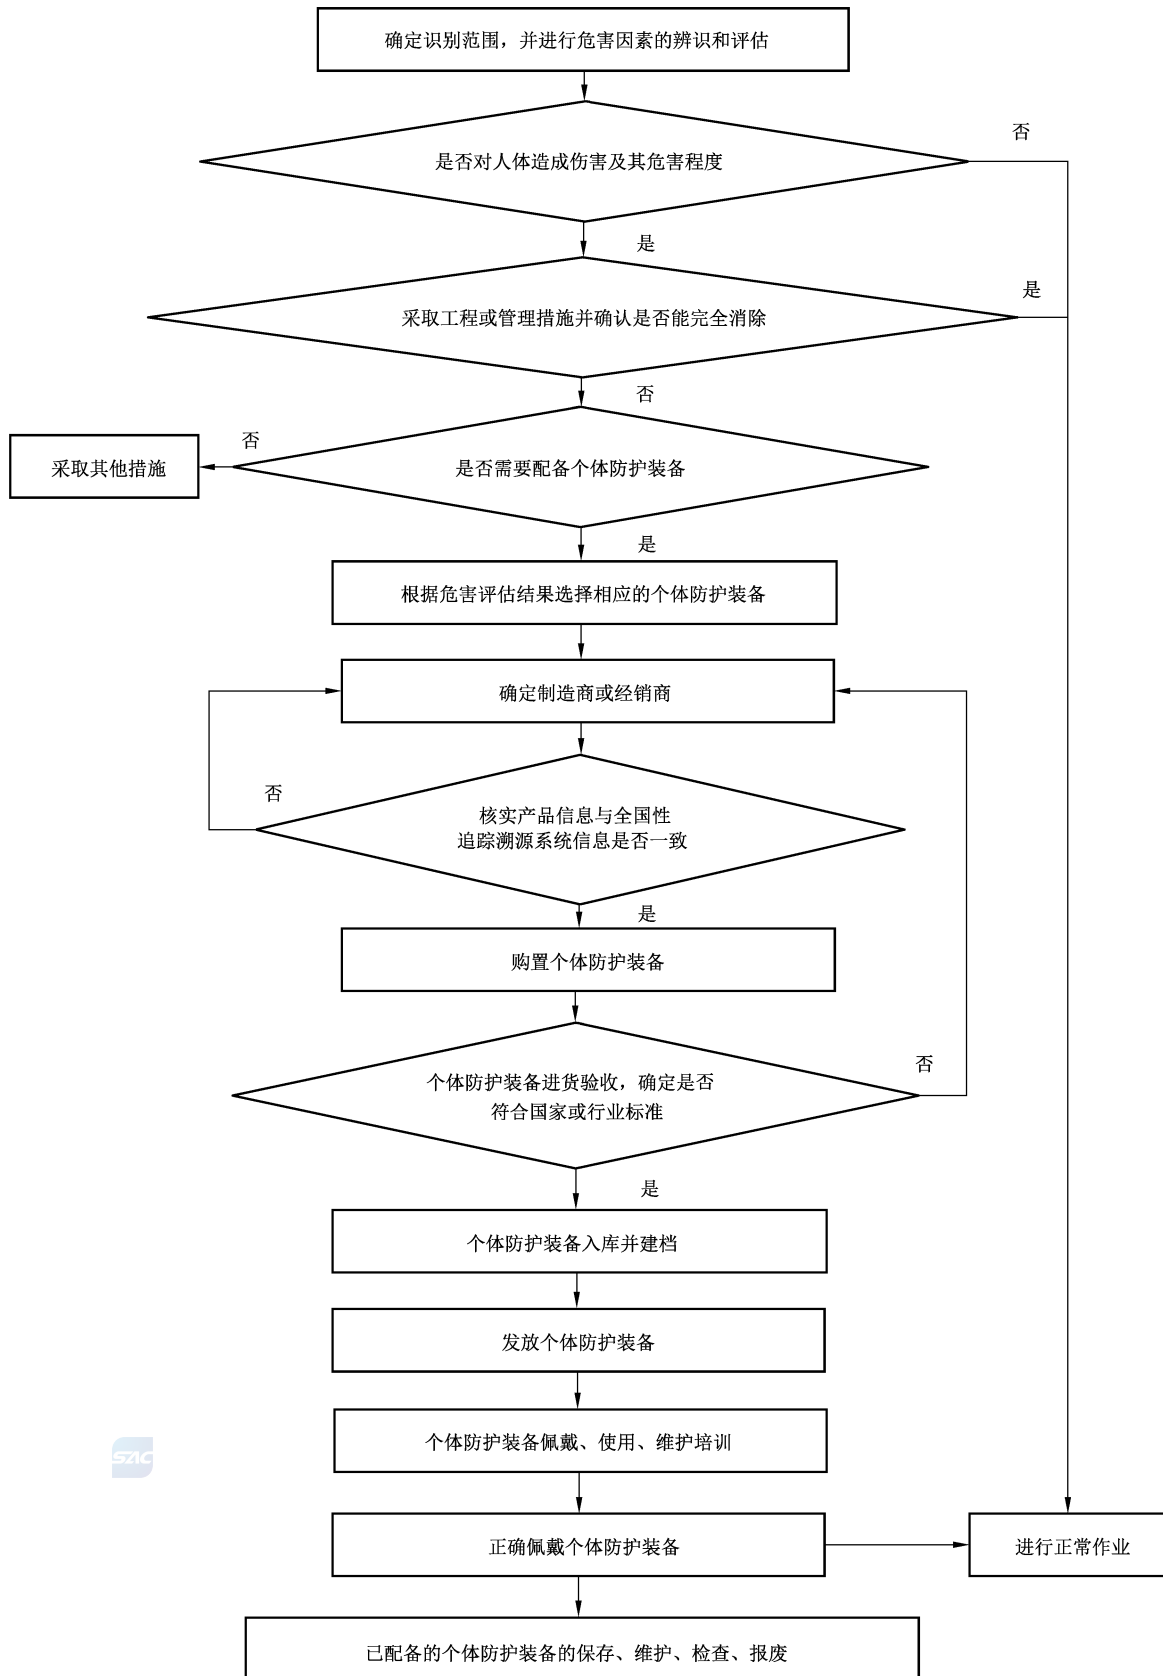 确定识别范围，并进行危害因素的辨识和评估
否
是否对人体造成伤害及其危害程度
是
是
采取工程或管理措施并确认是否能完全消除
否
否
采取其他措施
是否需要配备个体防护装备
是
根据危害评估结果选择相应的个体防护装备
确定制造商或经销商
否
核实产品信息与全国性
追踪溯源系统信息是否一致
是
购置个体防护装备
否
个体防护装备进货验收，确定是否
符合国家或行业标准
是
个体防护装备入库并建档
发放个体防护装备
个体防护装备佩戴、使用、维护培训
SAC
正确佩戴个体防护装备
进行正常作业
已配备的个体防护装备的保存、维护、检查、报废